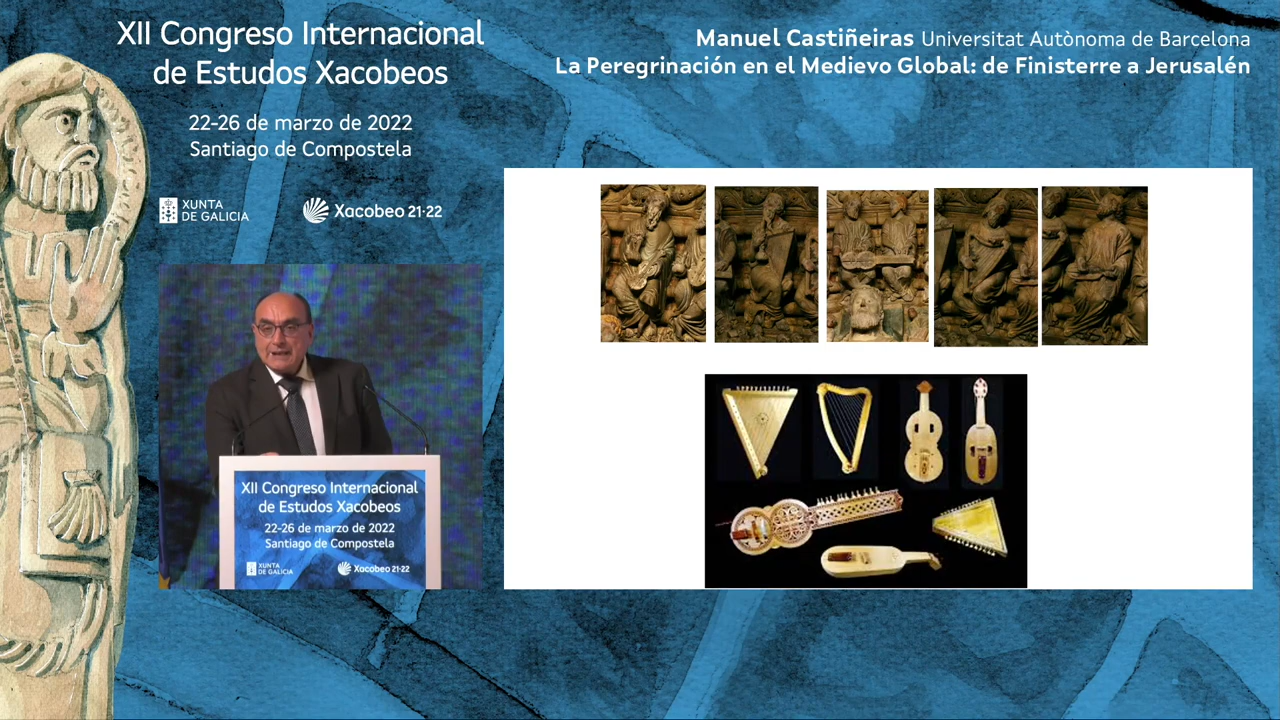 XII Congreso Internacional
de Estudos Xacobeos
22-26 de marzo de 2022
Santiago de Compostela
XUNTA
DE GALICIA
Xacobeo 21·22
Manuel Castiñeiras Universitat Autònoma de Barcelona
La Peregrinación en el Medievo Global: de Finisterre a Jerusalén
XII Congreso Internacional
de Estudos Xacobeos
22-26 de marzo de 2022
Santiago de Compostela
XUNTA
DE GALICIA
Xacobeo 21·22